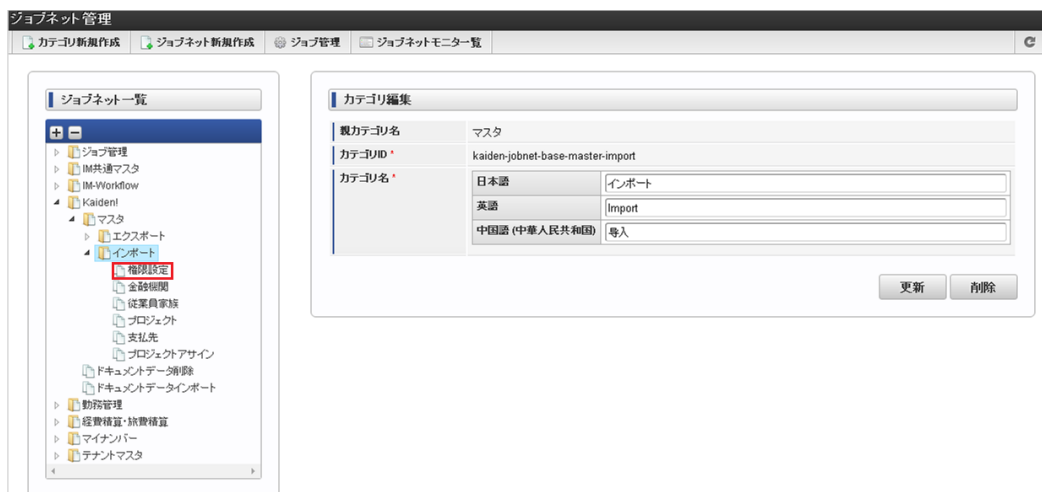 ジョブネット管理
カテゴリ新規作成 ジョブネット新規作成 ジョブ管理 ジョブネットモニター覧
ジョブネット一覧
ジョブ管理
IM共通マスタ
IM-Workflow
Kaiden!
マスタ
エクスポート
インポート
権限設定
金融機関
従業員家族
プロジェクト
支払先
プロジェクトアサイン
ドキュメントデータ削除
ドキュメントデータインポート
勤務管理
経費精算・旅費精算
マイナンバー
テナントマスタ
カテゴリ編集
親カテゴリ名 マスタ
カテゴリID * kaiden-jobnet-base-master-import
カテゴリ名 * 日本語 インポート
英語 Import
中国語 (中華人民共和国) 导入
更新 削除